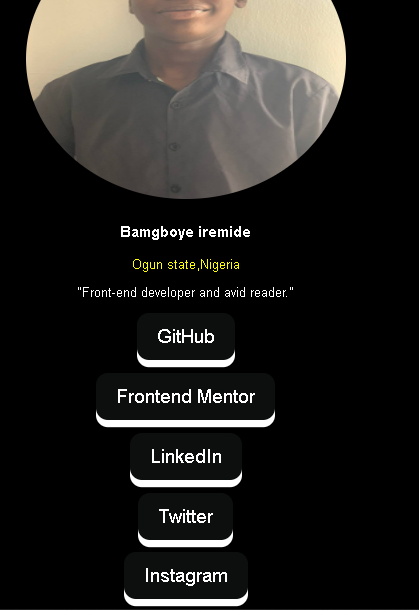 Bamgboye iremide
Ogun state,Nigeria
"Front-end developer and avid reader."
GitHub
Frontend Mentor
LinkedIn
Twitter
Instagram